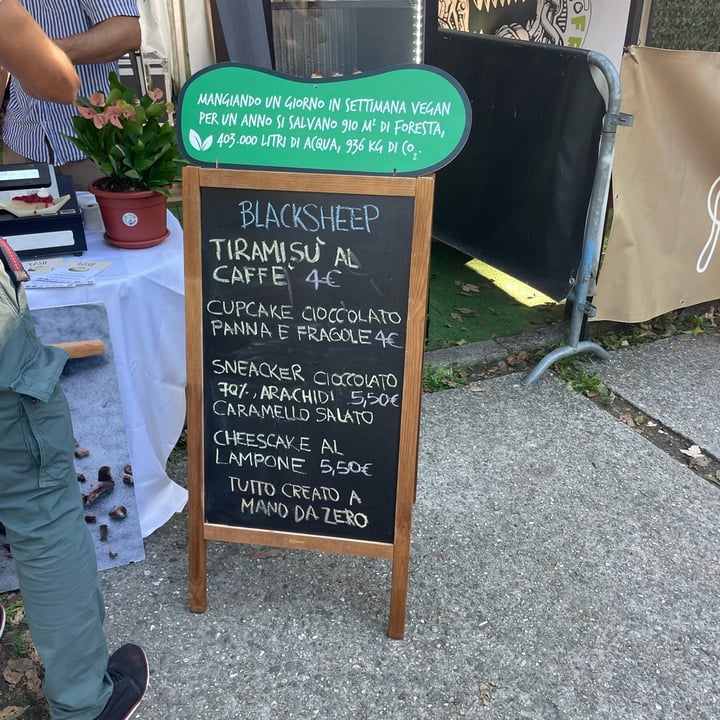 MANGIANDO UN GIORNO IN SETTIMANA VEGAN
PER UN ANNO SI SALVANO 910 M² DI FORESTA,
403.000 LITRI DI ACQUA, 936 KG DI CO₂
BLACKSHEEP
TIRAMISÙ AL
CAFFÈ 4€
CUPCAKE CIOCCOLATO
PANNA E FRAGOLE 4€
SNEACKER CIOCCOLATO
70%, ARACHIDI 5,50€
CARAMELLO SALATO
CHEESCAKE AL
LAMPONE 5,50€
TUTTO CREATO A
MANO DA ZERO